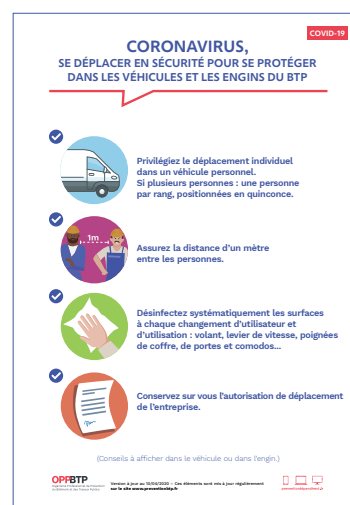 COVID-19
CORONAVIRUS,
SE DÉPLACER EN SÉCURITÉ POUR SE PROTÉGER
DANS LES VÉHICULES ET LES ENGINS DU BTP
Privilégiez le déplacement individuel
dans un véhicule personnel.
Si plusieurs personnes : une personne
par rang, positionnées en quinconce.
1m
Assurez la distance d'un mètre
entre les personnes.
Désinfectez systématiquement les surfaces
à chaque changement d'utilisateur et
d'utilisation : volant, levier de vitesse, poignées
de coffre, de portes et comodos...
Conservez sur vous l'autorisation de déplacement
de l'entreprise.
(Conseils à afficher dans le véhicule ou dans l'engin.)
OPPBTP
Version à jour au 10/04/2020 – Ces éléments sont mis à jour régulièrement
sur le site www.preventionbtp.fr